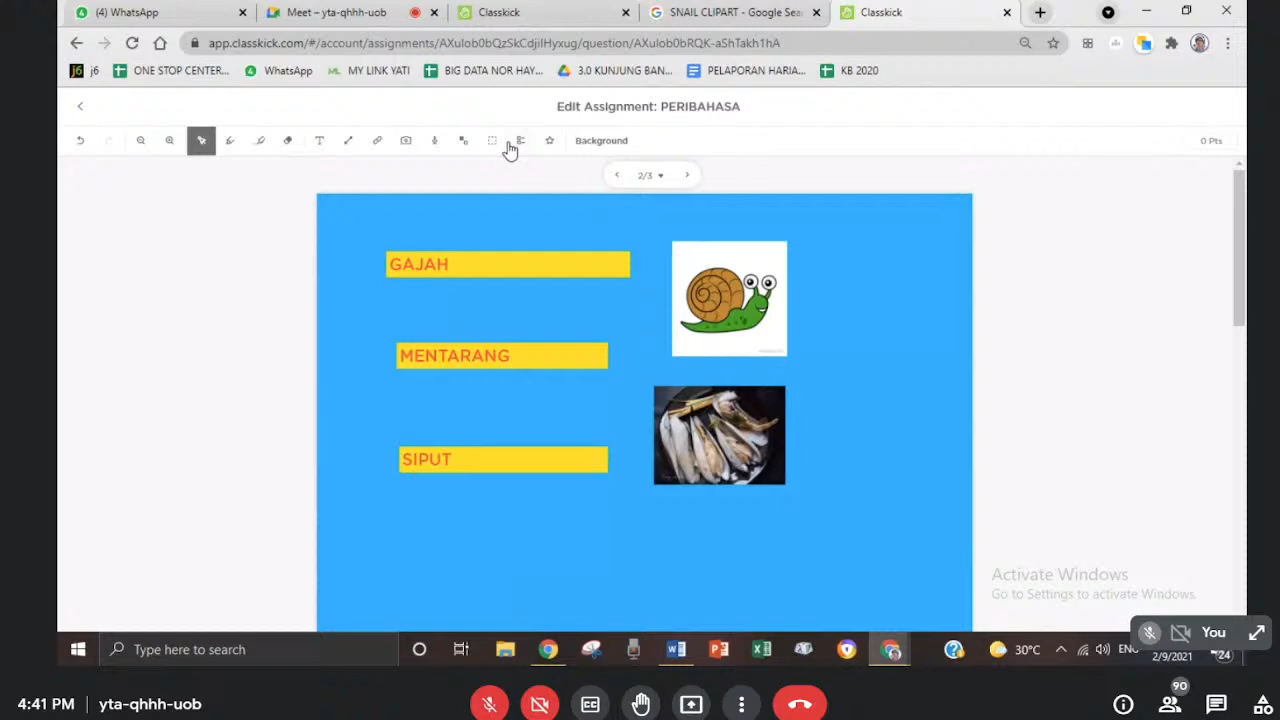 (4) WhatsApp
Meet – yta-qhhh-uob
Classkick
SNAIL CLIPART - Google Sea
Classkick
app.classkick.com/#/account/assignments/AXulob0bQzSkCdjilHyxug/question/AXulob0bRQK-aShTakh1hA
j6 ONE STOP CENTER... WhatsApp ML MY LINK YATI BIG DATA NOR HAY... 3.0 KUNJUNG BAN... PELAPORAN HARIA... KB 2020
Edit Assignment: PERIBAHASA
Background
0 Pts
2/3
GAJAH
MENTARANG
SIPUT
Activate Windows
Go to Settings to activate Windows.
You
Type here to search
30°C
2/9/2021
24
4:41 PM | yta-qhhh-uob
90